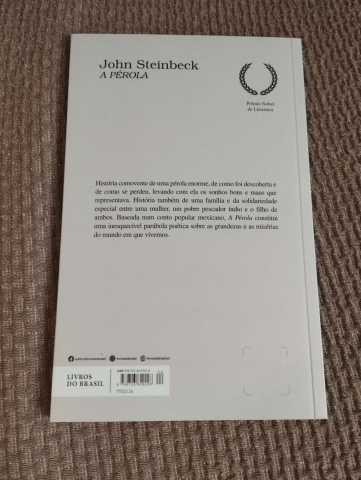 John Steinbeck
A PÉROLA
Prémio Nobel
de Literatura
História comovente de uma pérola enorme, de como foi descoberta e
de como se perdeu, levando com ela os sonhos bons e maus que
representava. História também de uma família e da solidariedade
especial entre uma mulher, um pobre pescador índio e o filho de
ambos. Baseada num conto popular mexicano, A Pérola constitui
uma inesquecível parábola poética sobre as grandezas e as misérias
do mundo em que vivemos.
LIVROS
DO BRASIL